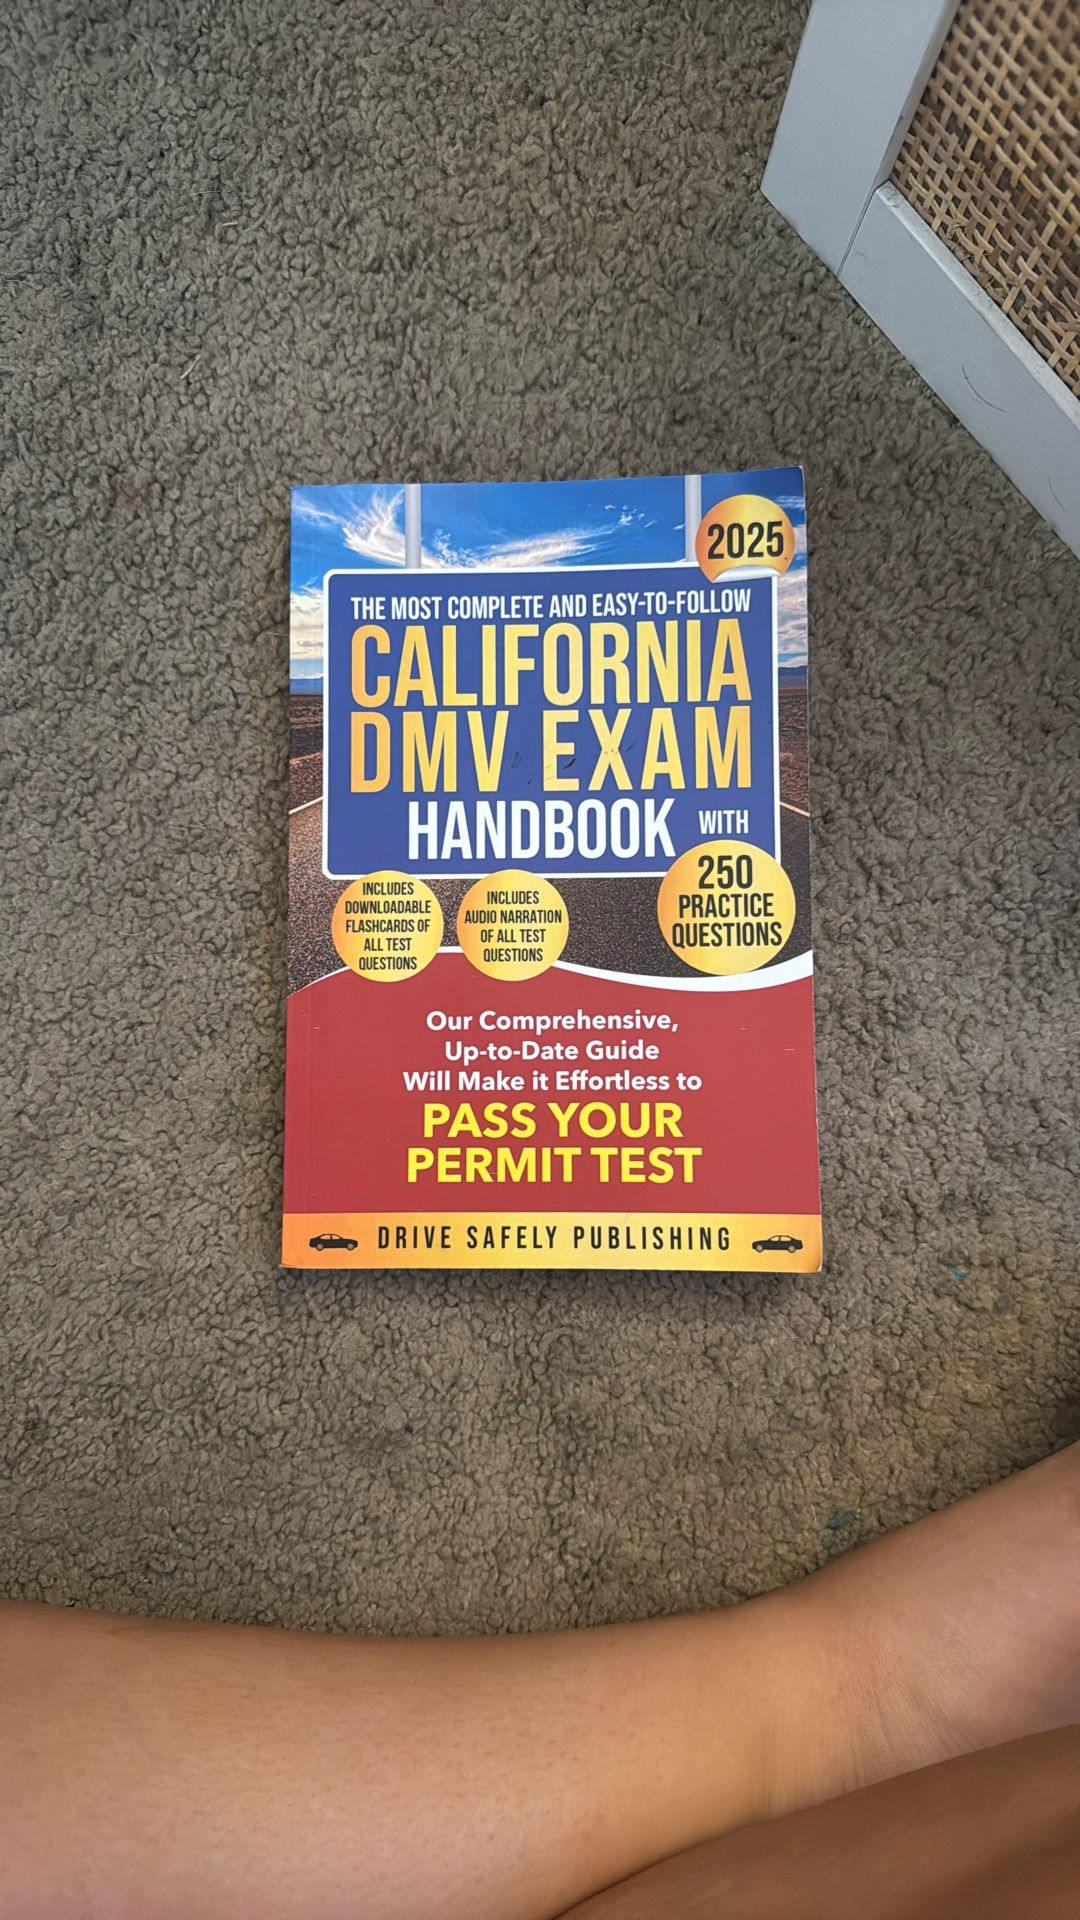 2025
THE MOST COMPLETE AND EASY-TO-FOLLOW
CALIFORNIA
DMV EXAM
HANDBOOK WITH
250
PRACTICE
QUESTIONS
INCLUDES
DOWNLOADABLE
FLASHCARDS OF
ALL TEST
QUESTIONS
INCLUDES
AUDIO NARRATION
OF ALL TEST
QUESTIONS
Our Comprehensive,
Up-to-Date Guide
Will Make it Effortless to
PASS YOUR
PERMIT TEST
DRIVE SAFELY PUBLISHING